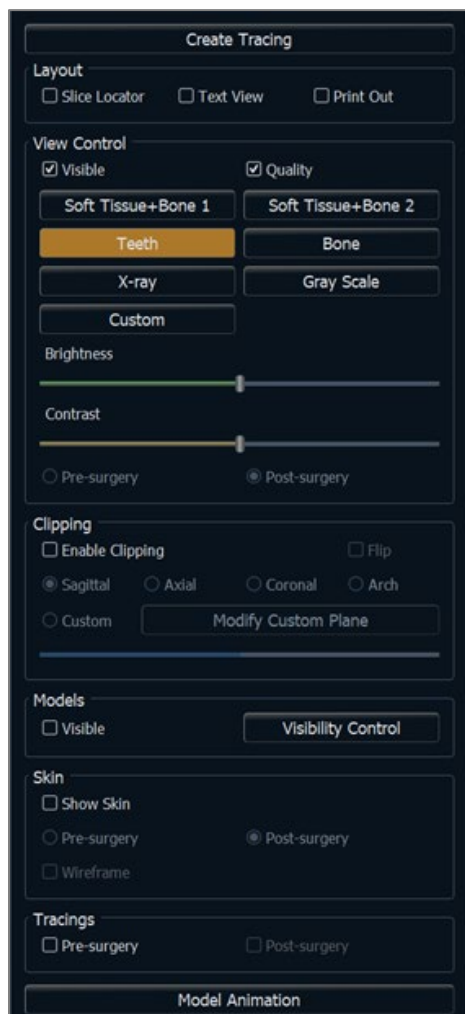 Create Tracing
Layout
Slice Locator Text View Print Out
View Control
Visible Quality
Soft Tissue+Bone 1 Soft Tissue+Bone 2
Teeth Bone
X-ray Gray Scale
Custom
Brightness
Contrast
Pre-surgery Post-surgery
Clipping
Enable Clipping Flip
Sagittal Axial Coronal Arch
Custom Modify Custom Plane
Models
Visible Visibility Control
Skin
Show Skin
Pre-surgery Post-surgery
Wireframe
Tracings
Pre-surgery Post-surgery
Model Animation